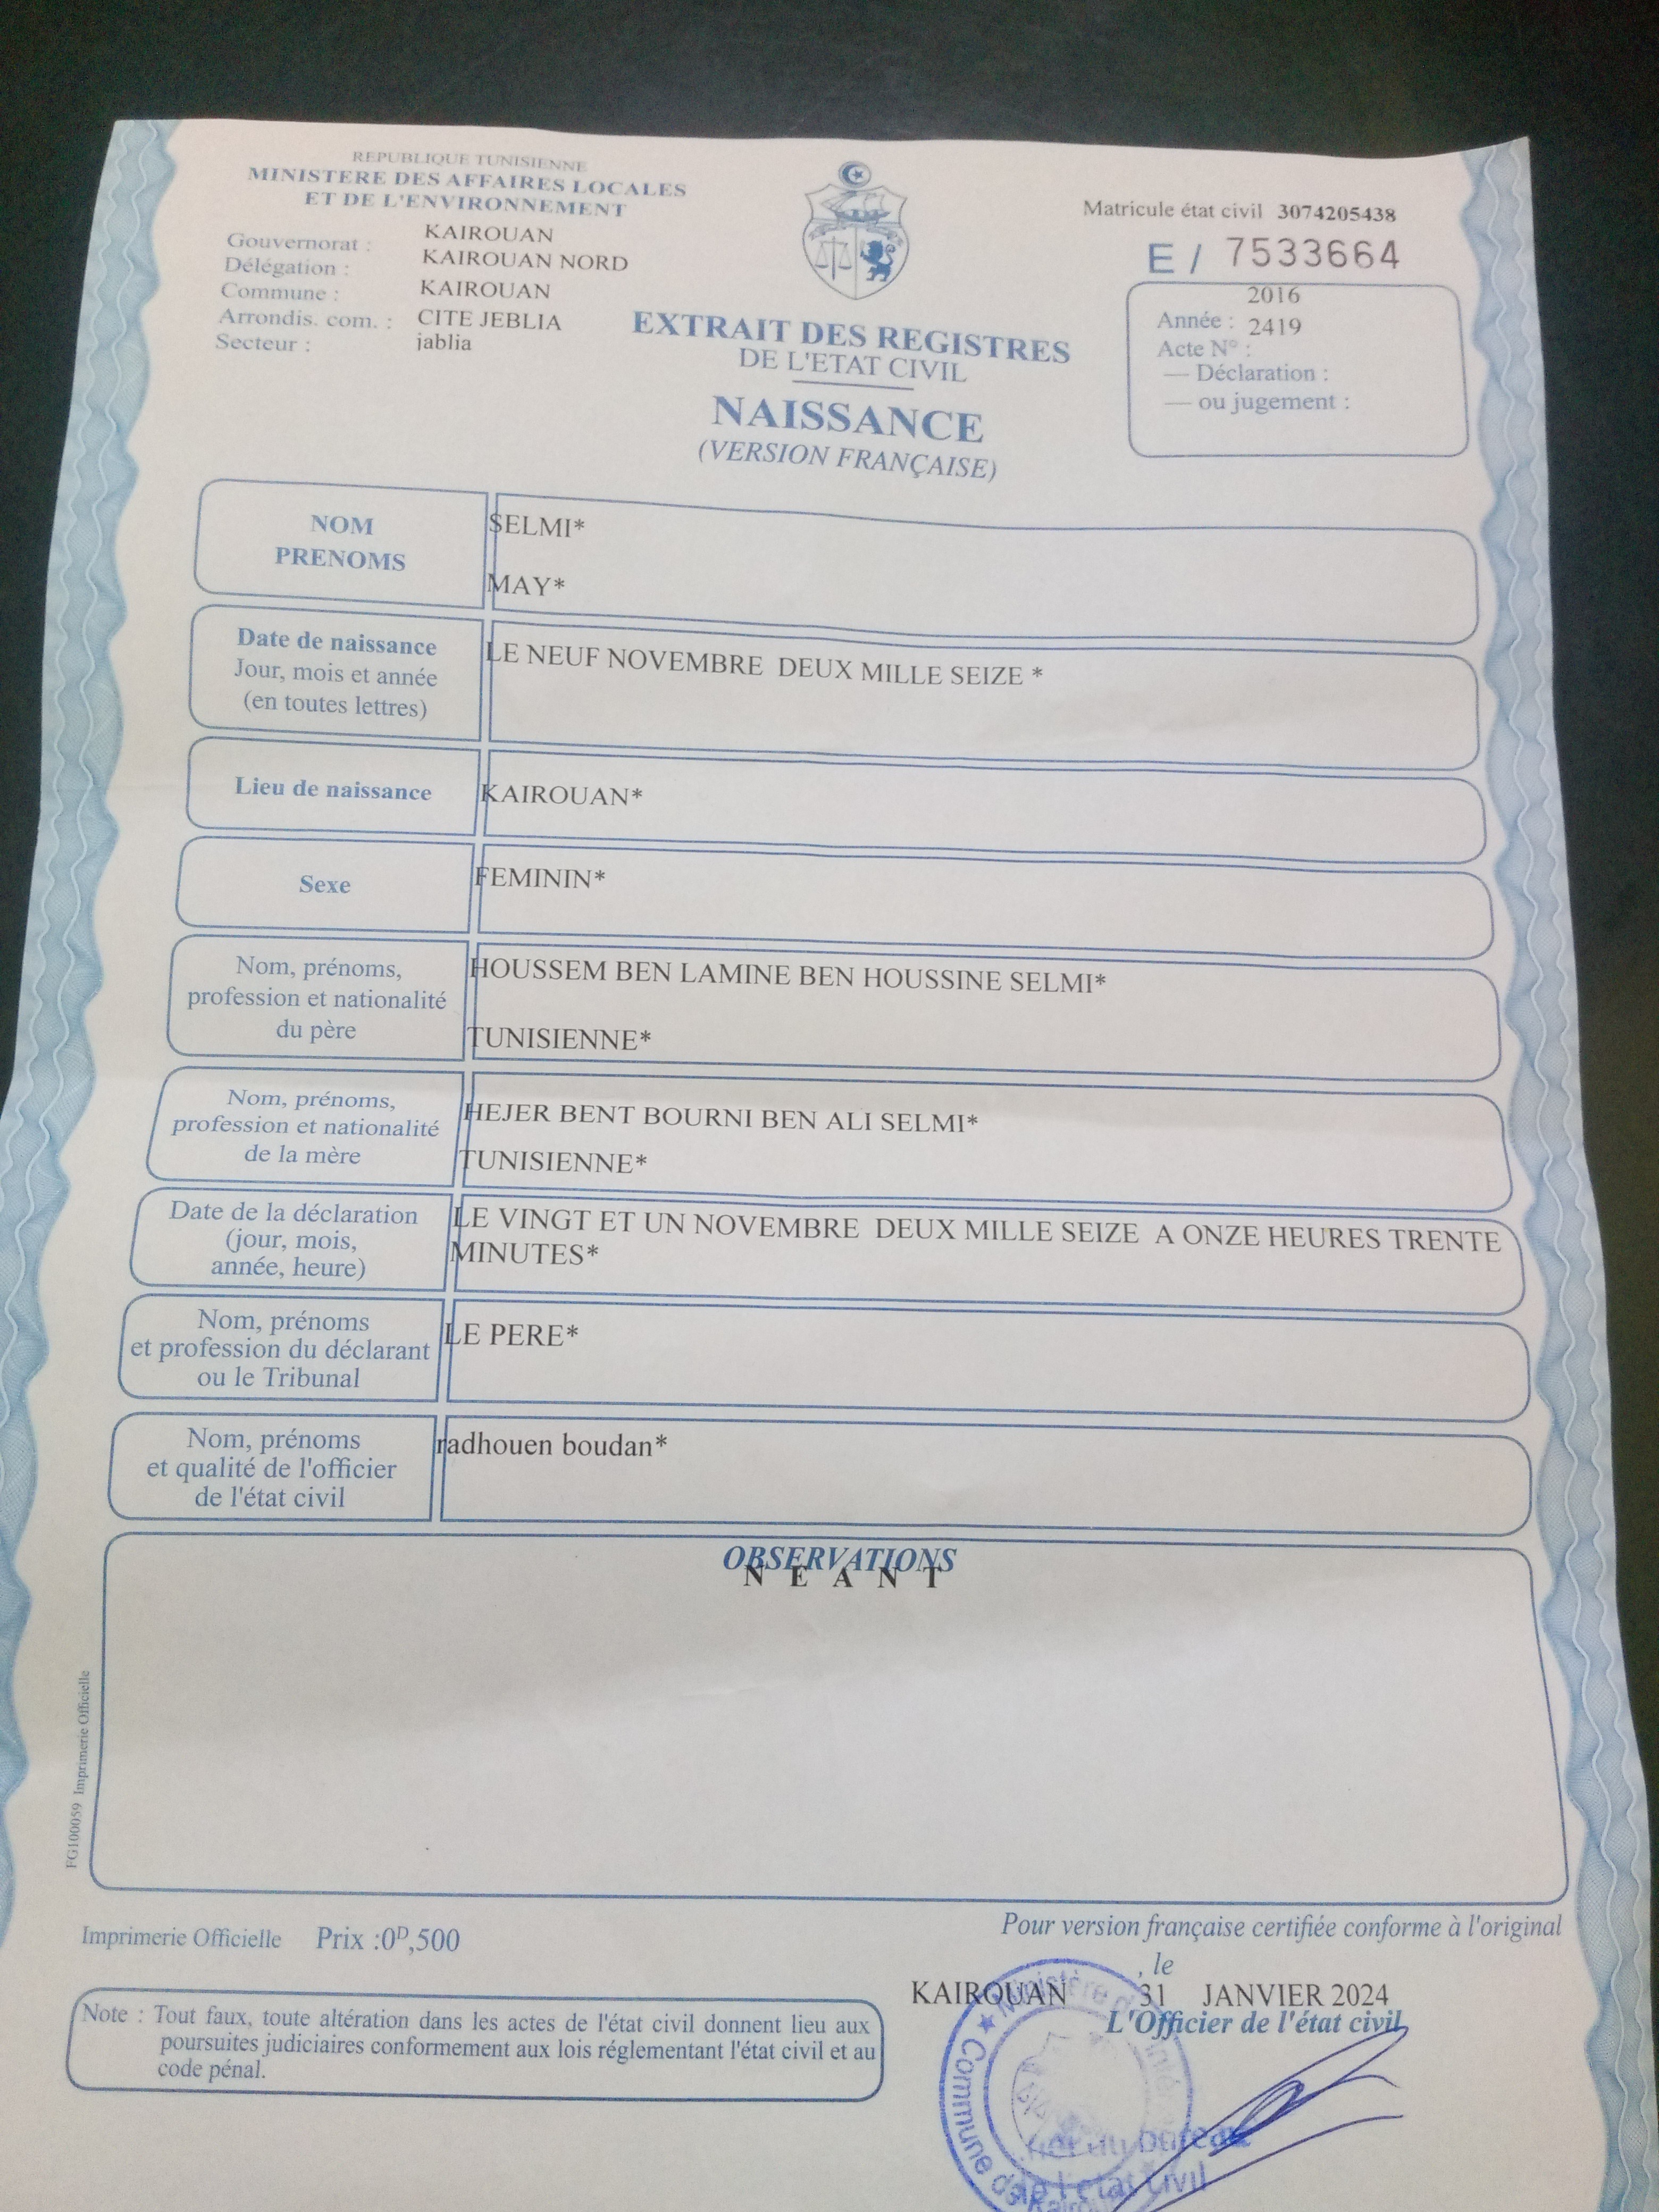 REPUBLIQUE TUNISIENNE
MINISTERE DES AFFAIRES LOCALES
ET DE L'ENVIRONNEMENT
Gouvernorat : KAIROUAN
Délégation : KAIROUAN NORD
Commune : KAIROUAN
Arrondis. com. : CITE JEBLIA
Secteur : jablia
Matricule état civil 3074205438
E / 7533664
2016
Année : 2419
Acte N° :
— Déclaration :
— ou jugement :
EXTRAIT DES REGISTRES
DE L'ETAT CIVIL
NAISSANCE
(VERSION FRANÇAISE)
NOM SELMI*
PRENOMS MAY*
Date de naissance
Jour, mois et année
(en toutes lettres)
LE NEUF NOVEMBRE DEUX MILLE SEIZE *
Lieu de naissance KAIROUAN*
Sexe FEMININ*
Nom, prénoms,
profession et nationalité
du père
HOUSSEM BEN LAMINE BEN HOUSSINE SELMI*
TUNISIENNE*
Nom, prénoms,
profession et nationalité
de la mère
HEJER BENT BOURNI BEN ALI SELMI*
TUNISIENNE*
Date de la déclaration
(jour, mois,
année, heure)
LE VINGT ET UN NOVEMBRE DEUX MILLE SEIZE A ONZE HEURES TRENTE
MINUTES*
Nom, prénoms
et profession du déclarant
ou le Tribunal
LE PERE*
Nom, prénoms
et qualité de l'officier
de l'état civil
radhouen boudan*
OBSERVATIONS
N E A N T
FG100059 Imprimerie Officielle
Imprimerie Officielle Prix :0D,500
Pour version française certifiée conforme à l'original
, le
KAIROUAN 31 JANVIER 2024
L'Officier de l'état civil
Note : Tout faux, toute altération dans les actes de l'état civil donnent lieu aux
poursuites judiciaires conformement aux lois réglementant l'état civil et au
code pénal.
Ministère
Commune
du bureau
de l'état Civil